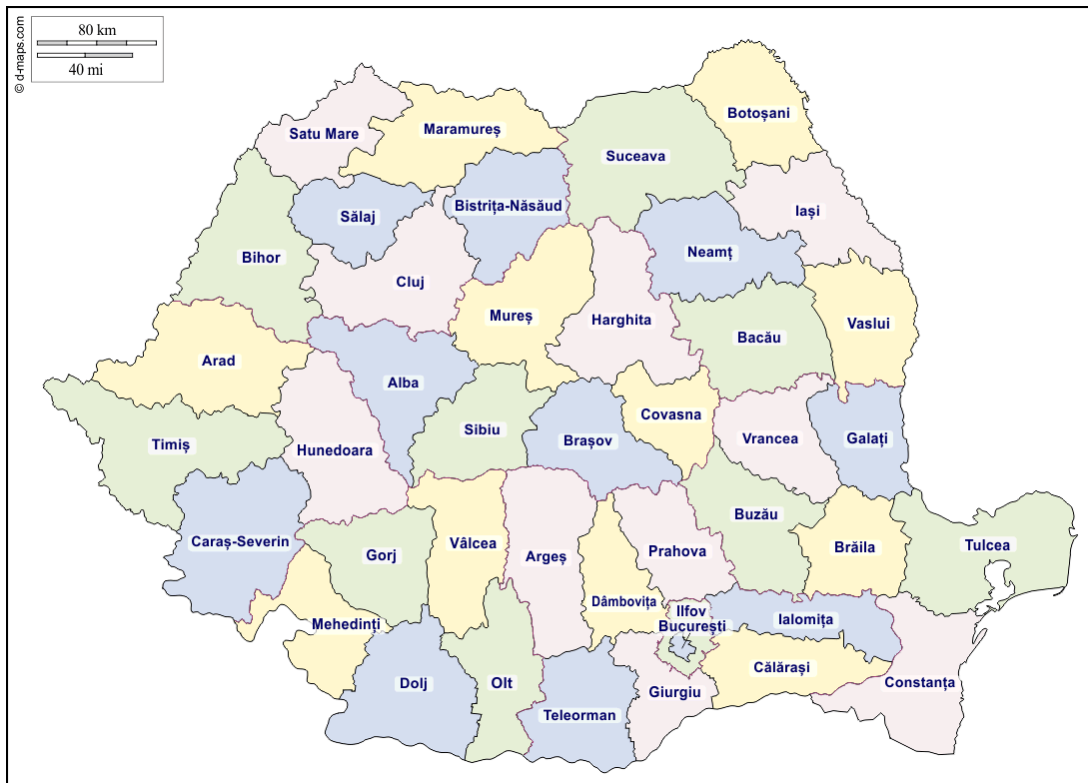 80 km
40 mi
© d-maps.com
Botoșani
Satu Mare
Maramureș
Suceava
Bistrița-Năsăud
Sălaj
Iași
Neamț
Bihor
Cluj
Mureș
Harghita
Vaslui
Bacău
Arad
Alba
Covasna
Sibiu
Brașov
Vrancea
Galați
Timiș
Hunedoara
Buzău
Caraș-Severin
Gorj
Vâlcea
Argeș
Prahova
Brăila
Tulcea
Dâmbovița
Ilfov
București
Ialomița
Mehedinți
Călărași
Dolj
Olt
Giurgiu
Constanța
Teleorman